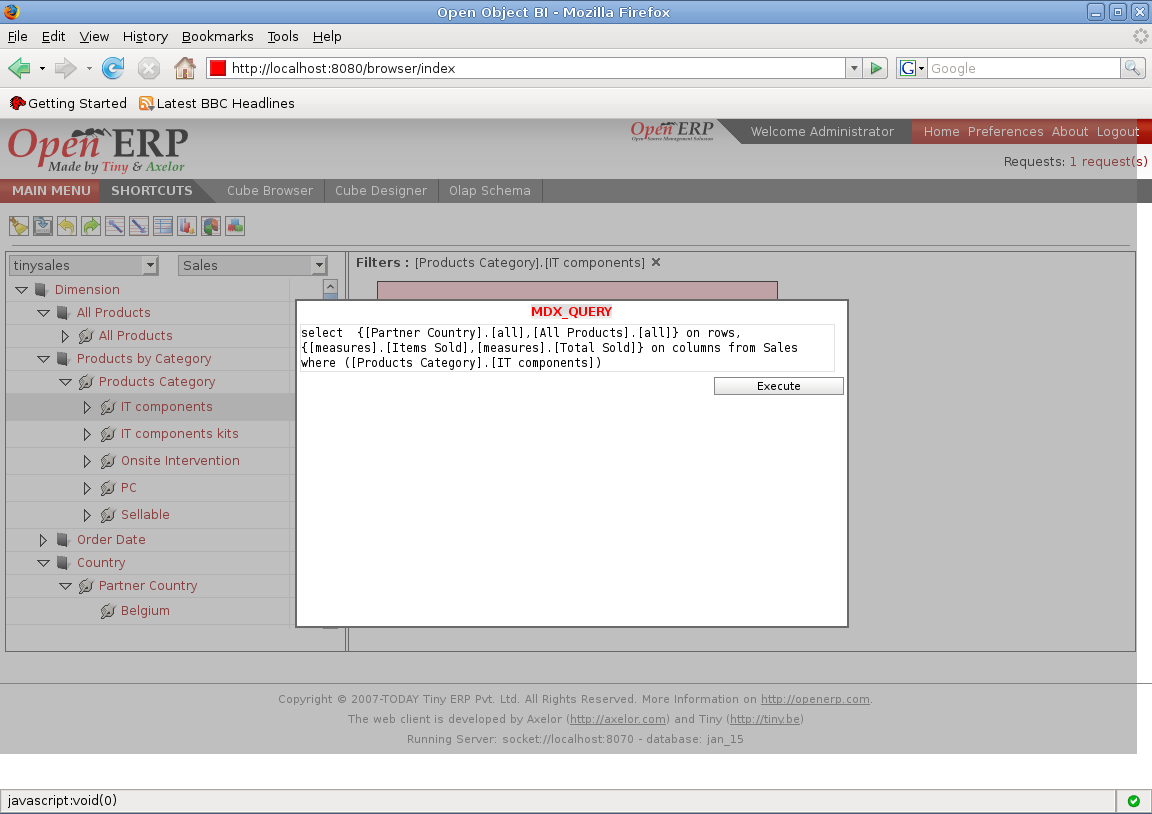 Open Object BI - Mozilla Firefox
File Edit View History Bookmarks Tools Help
http://localhost:8080/browser/index
G Google
Getting Started Latest BBC Headlines
Open ERP
Made by Tiny & Axelor
Open ERP
Open Source Management Solution
Welcome Administrator
Home Preferences About Logout
Requests: 1 request(s)
MAIN MENU SHORTCUTS Cube Browser Cube Designer Olap Schema
tinysales Sales
Filters : [Products Category].[IT components] ✕
Dimension
All Products
All Products
Products by Category
Products Category
IT components
IT components kits
Onsite Intervention
PC
Sellable
Order Date
Country
Partner Country
Belgium
MDX_QUERY
select  {[Partner Country].[all],[All Products].[all]} on rows,
{[measures].[Items Sold],[measures].[Total Sold]} on columns from Sales
where ([Products Category].[IT components])
Execute
Copyright © 2007-TODAY Tiny ERP Pvt. Ltd. All Rights Reserved. More Information on http://openerp.com.
The web client is developed by Axelor (http://axelor.com) and Tiny (http://tiny.be)
Running Server: socket://localhost:8070 - database: jan_15
javascript:void(0)